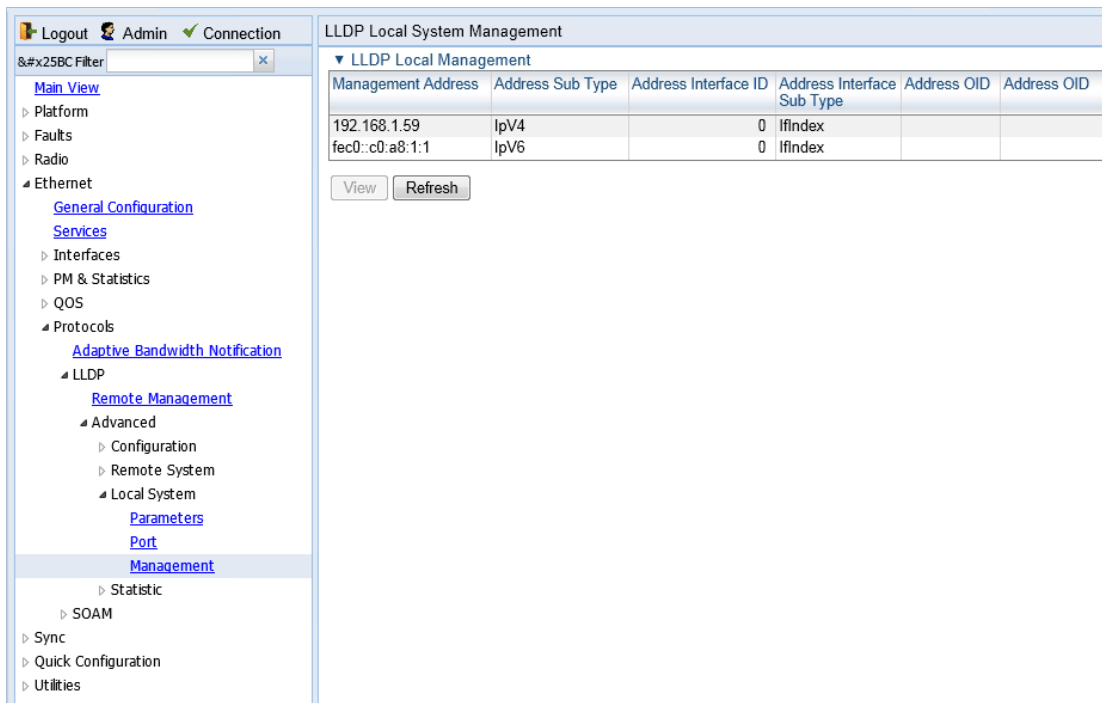 Logout Admin Connection
&#x25BC Filter
Main View
Platform
Faults
Radio
Ethernet
General Configuration
Services
Interfaces
PM & Statistics
QOS
Protocols
Adaptive Bandwidth Notification
LLDP
Remote Management
Advanced
Configuration
Remote System
Local System
Parameters
Port
Management
Statistic
SOAM
Sync
Quick Configuration
Utilities
LLDP Local System Management
▼ LLDP Local Management
Management Address Address Sub Type Address Interface ID Address Interface Sub Type Address OID Address OID
192.168.1.59 IpV4 0 IfIndex
fec0::c0:a8:1:1 IpV6 0 IfIndex
View Refresh